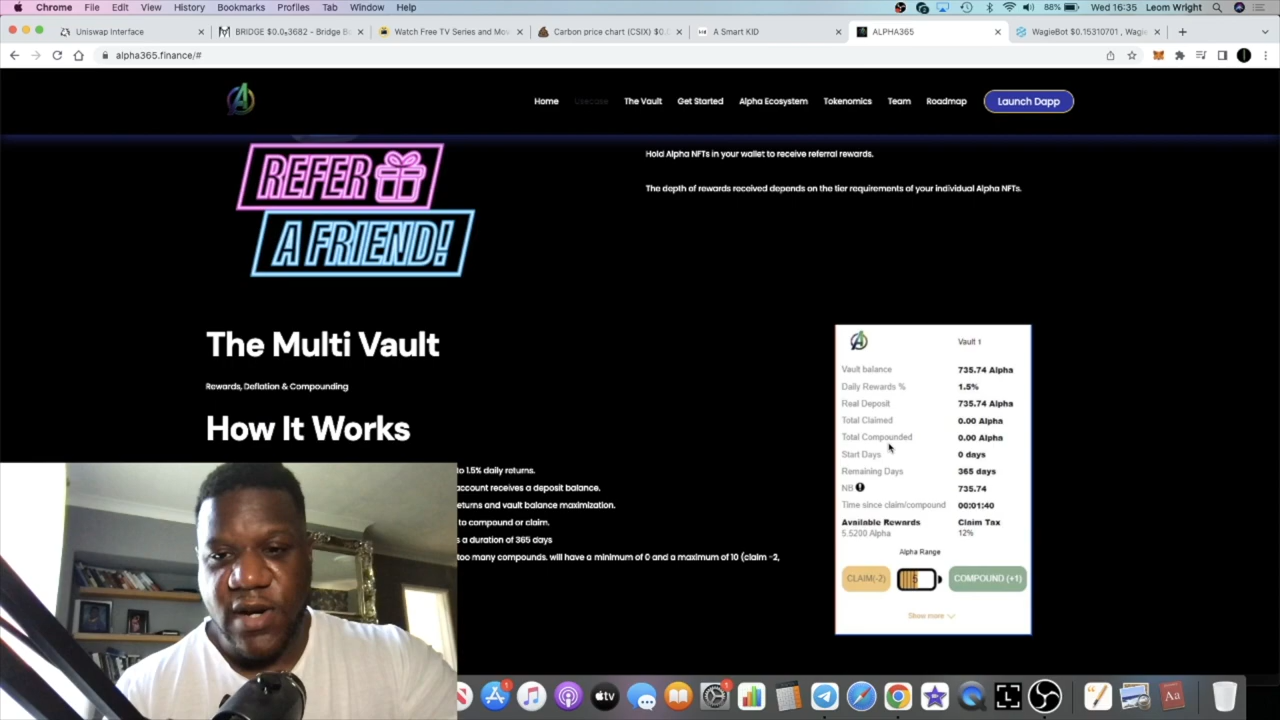 Chrome File Edit View History Bookmarks Profiles Tab Window Help 88% Wed 16:35 Leom Wright
Uniswap Interface BRIDGE $0.0₄3682 - Bridge B Watch Free TV Series and Mov Carbon price chart (CSIX) $0.0 A Smart KID ALPHA365 WagieBot $0.15310701 , Wagi
alpha365.finance/#
Home Usecase The Vault Get Started Alpha Ecosystem Tokenomics Team Roadmap Launch Dapp
REFER
A FRIEND!
Hold Alpha NFTs in your wallet to receive referral rewards.
The depth of rewards received depends on the tier requirements of your individual Alpha NFTs.
The Multi Vault
Rewards, Deflation & Compounding
How It Works
to 1.5% daily returns.
account receives a deposit balance.
eturns and vault balance maximization.
to compound or claim.
s a duration of 365 days
too many compounds. will have a minimum of 0 and a maximum of 10 (claim -2,
Vault 1
Vault balance 735.74 Alpha
Daily Rewards % 1.5%
Real Deposit 735.74 Alpha
Total Claimed 0.00 Alpha
Total Compounded 0.00 Alpha
Start Days 0 days
Remaining Days 365 days
NB 735.74
Time since claim/compound 00:01:40
Available Rewards Claim Tax
5.5200 Alpha 12%
Alpha Range
CLAIM(-2) 5 COMPOUND (+1)
Show more